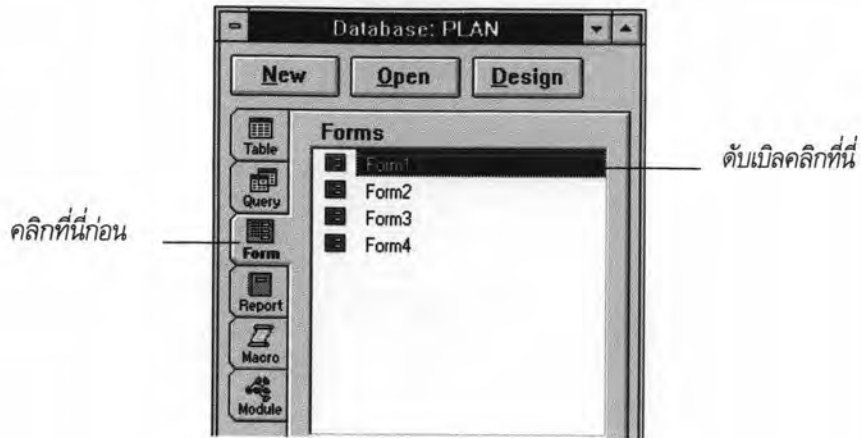 Database: PLAN
New Open Design
Table
Query
Form
Report
Macro
Module
Forms
Form1
Form2
Form3
Form4
คลิกที่นี่ก่อน
ดับเบิลคลิกที่นี่